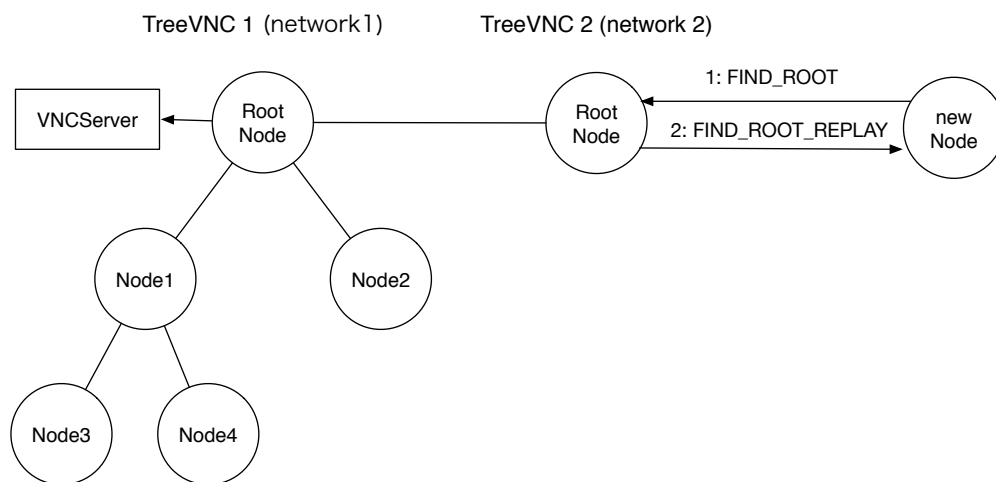 TreeVNC 1 (network1)
TreeVNC 2 (network 2)
1: FIND_ROOT
VNCServer
Root
Node
Root
Node
2: FIND_ROOT_REPLAY
new
Node
Node1
Node2
Node3
Node4